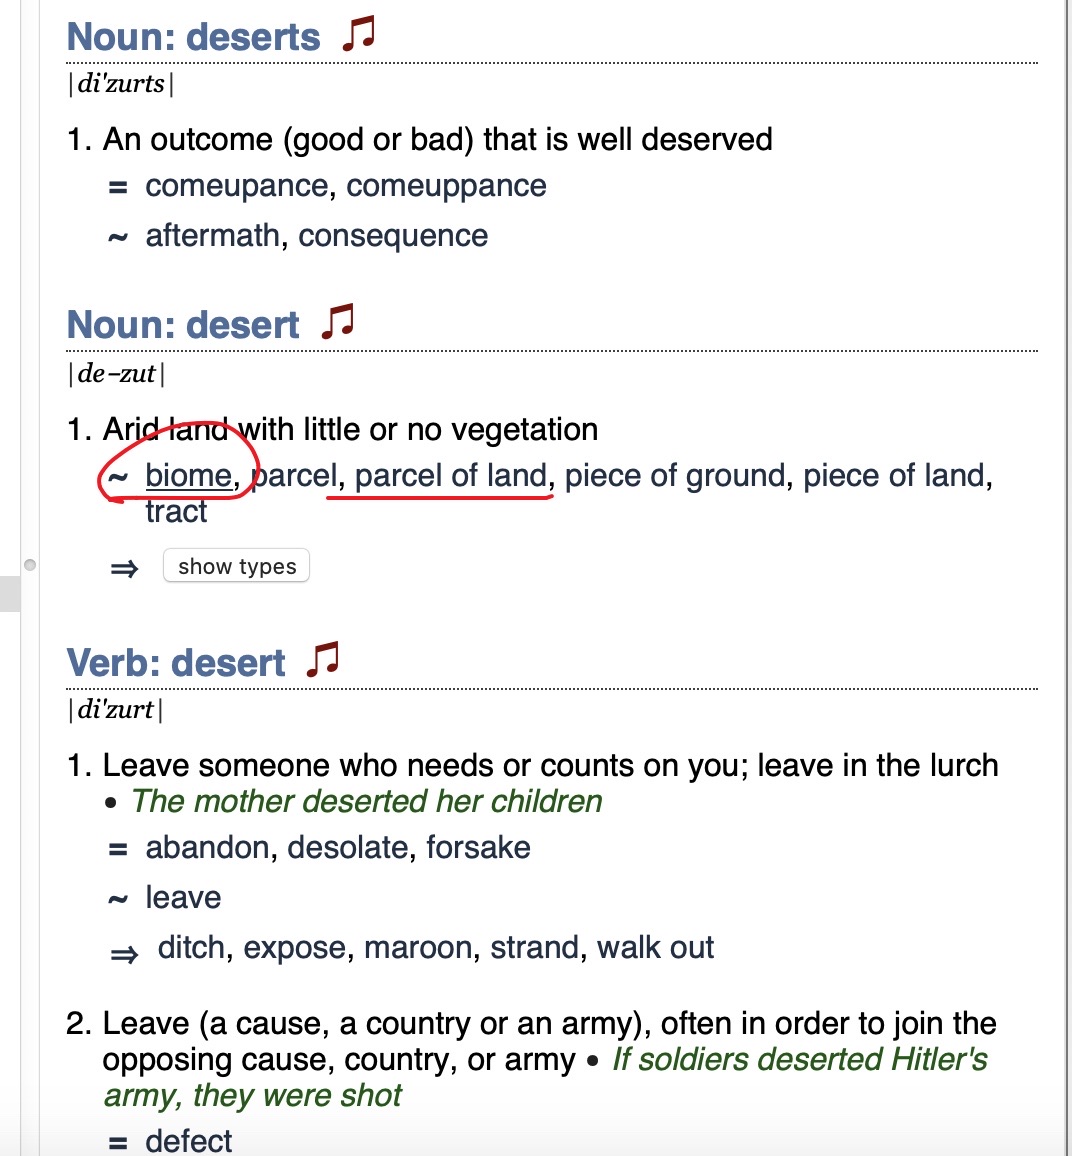 Noun: deserts
|di'zurts|
1. An outcome (good or bad) that is well deserved
= comeupance, comeuppance
~ aftermath, consequence
Noun: desert
|de-zut|
1. Arid land with little or no vegetation
~ biome, parcel, parcel of land, piece of ground, piece of land,
tract
⇒ show types
Verb: desert
|di'zurt|
1. Leave someone who needs or counts on you; leave in the lurch
• The mother deserted her children
= abandon, desolate, forsake
~ leave
⇒ ditch, expose, maroon, strand, walk out
2. Leave (a cause, a country or an army), often in order to join the
opposing cause, country, or army • If soldiers deserted Hitler's
army, they were shot
= defect